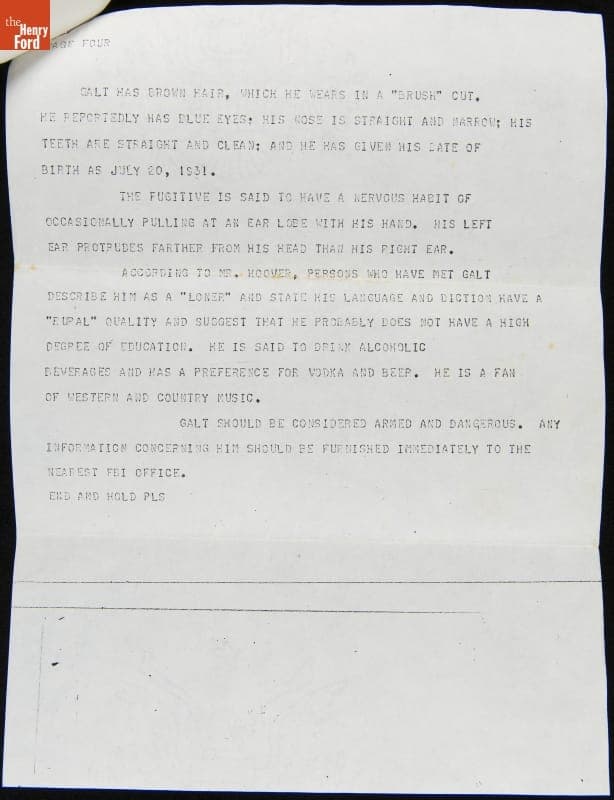 the
Henry
Ford
PAGE FOUR
GALT HAS BROWN HAIR, WHICH HE WEARS IN A "BRUSH" CUT.
HE REPORTEDLY HAS BLUE EYES; HIS NOSE IS STRAIGHT AND NARROW; HIS
TEETH ARE STRAIGHT AND CLEAN; AND HE HAS GIVEN HIS DATE OF
BIRTH AS JULY 20, 1931.
THE FUGITIVE IS SAID TO HAVE A NERVOUS HABIT OF
OCCASIONALLY PULLING AT AN EAR LOBE WITH HIS HAND. HIS LEFT
EAR PROTRUDES FARTHER FROM HIS HEAD THAN HIS RIGHT EAR.
ACCORDING TO MR. HOOVER, PERSONS WHO HAVE MET GALT
DESCRIBE HIM AS A "LONER" AND STATE HIS LANGUAGE AND DICTION HAVE A
"RURAL" QUALITY AND SUGGEST THAT HE PROBABLY DOES NOT HAVE A HIGH
DEGREE OF EDUCATION. HE IS SAID TO DRINK ALCOHOLIC
BEVERAGES AND HAS A PREFERENCE FOR VODKA AND BEER. HE IS A FAN
OF WESTERN AND COUNTRY MUSIC.
GALT SHOULD BE CONSIDERED ARMED AND DANGEROUS. ANY
INFORMATION CONCERNING HIM SHOULD BE FURNISHED IMMEDIATELY TO THE
NEAREST FBI OFFICE.
END AND HOLD PLS